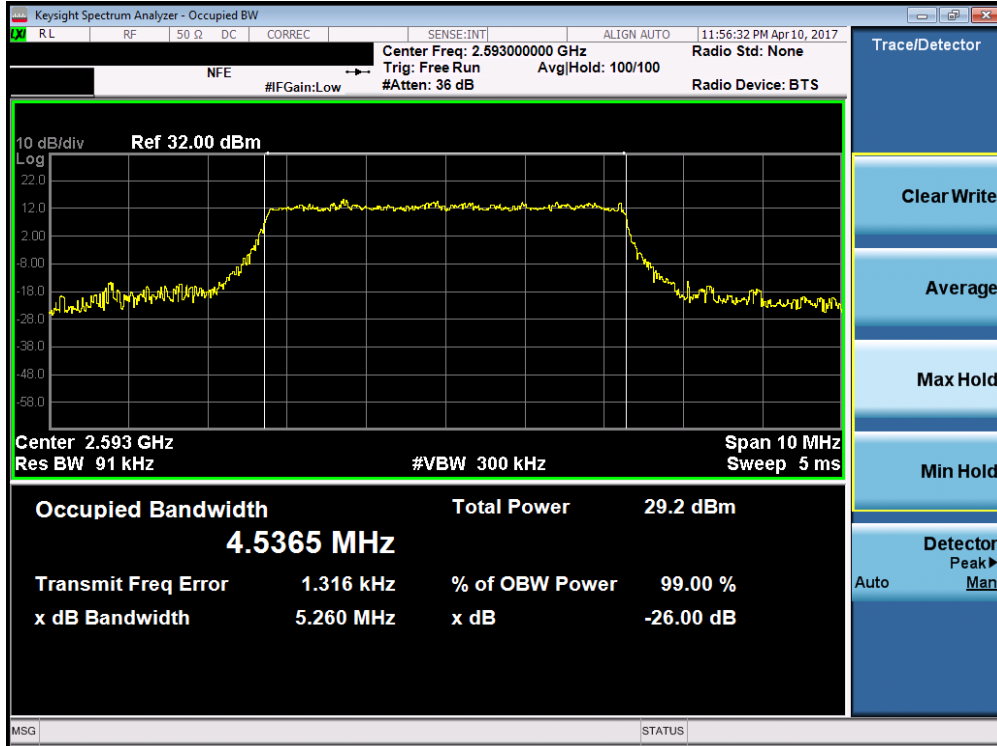 Keysight Spectrum Analyzer - Occupied BW
LXI RL RF 50 Ω DC CORREC SENSE:INT ALIGN AUTO 11:56:32 PM Apr 10, 2017
Center Freq: 2.593000000 GHz Radio Std: None
NFE Trig: Free Run Avg|Hold: 100/100
#IFGain:Low #Atten: 36 dB Radio Device: BTS
10 dB/div Ref 32.00 dBm
Log
22.0
12.0
2.00
-8.00
-18.0
-28.0
-38.0
-48.0
-58.0
Center 2.593 GHz Span 10 MHz
Res BW 91 kHz #VBW 300 kHz Sweep 5 ms
Occupied Bandwidth Total Power 29.2 dBm
4.5365 MHz
Transmit Freq Error 1.316 kHz % of OBW Power 99.00 %
x dB Bandwidth 5.260 MHz x dB -26.00 dB
MSG STATUS
Trace/Detector
Clear Write
Average
Max Hold
Min Hold
Detector
Peak▶
Auto Man